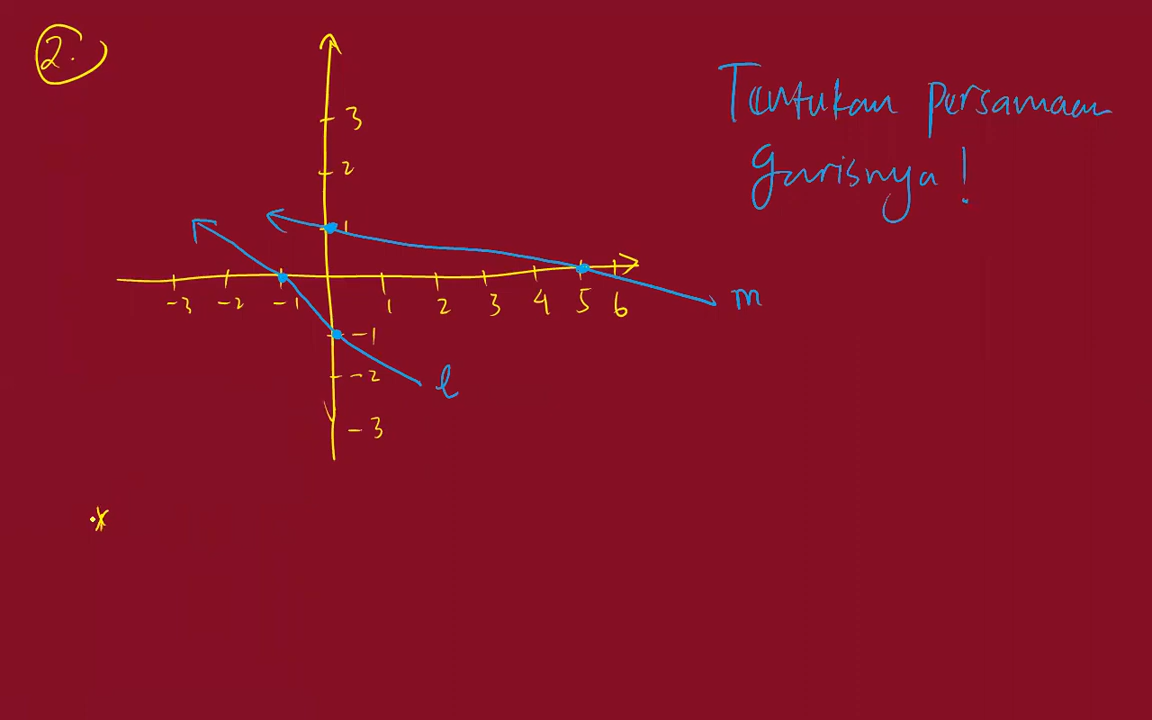 2.
Tentukan persamaan
garisnya!
3
2
1
-3 -2 -1 1 2 3 4 5 6
m
-1
-2
l
-3
*